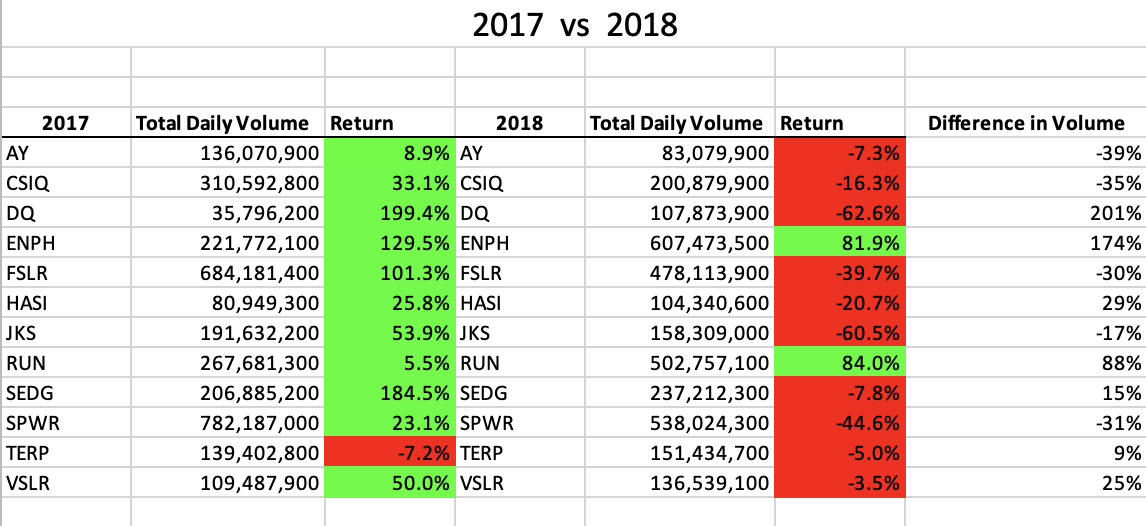 2017 vs 2018
2017 Total Daily Volume Return 2018 Total Daily Volume Return Difference in Volume
AY 136,070,900 8.9% AY 83,079,900 -7.3% -39%
CSIQ 310,592,800 33.1% CSIQ 200,879,900 -16.3% -35%
DQ 35,796,200 199.4% DQ 107,873,900 -62.6% 201%
ENPH 221,772,100 129.5% ENPH 607,473,500 81.9% 174%
FSLR 684,181,400 101.3% FSLR 478,113,900 -39.7% -30%
HASI 80,949,300 25.8% HASI 104,340,600 -20.7% 29%
JKS 191,632,200 53.9% JKS 158,309,000 -60.5% -17%
RUN 267,681,300 5.5% RUN 502,757,100 84.0% 88%
SEDG 206,885,200 184.5% SEDG 237,212,300 -7.8% 15%
SPWR 782,187,000 23.1% SPWR 538,024,300 -44.6% -31%
TERP 139,402,800 -7.2% TERP 151,434,700 -5.0% 9%
VSLR 109,487,900 50.0% VSLR 136,539,100 -3.5% 25%